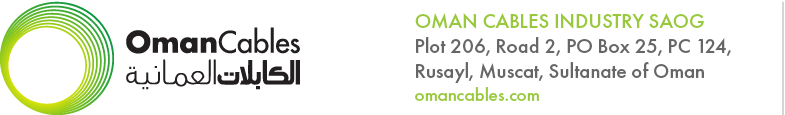 OmanCables
الكابلات العمانية
OMAN CABLES INDUSTRY SAOG
Plot 206, Road 2, PO Box 25, PC 124,
Rusayl, Muscat, Sultanate of Oman
omancables.com